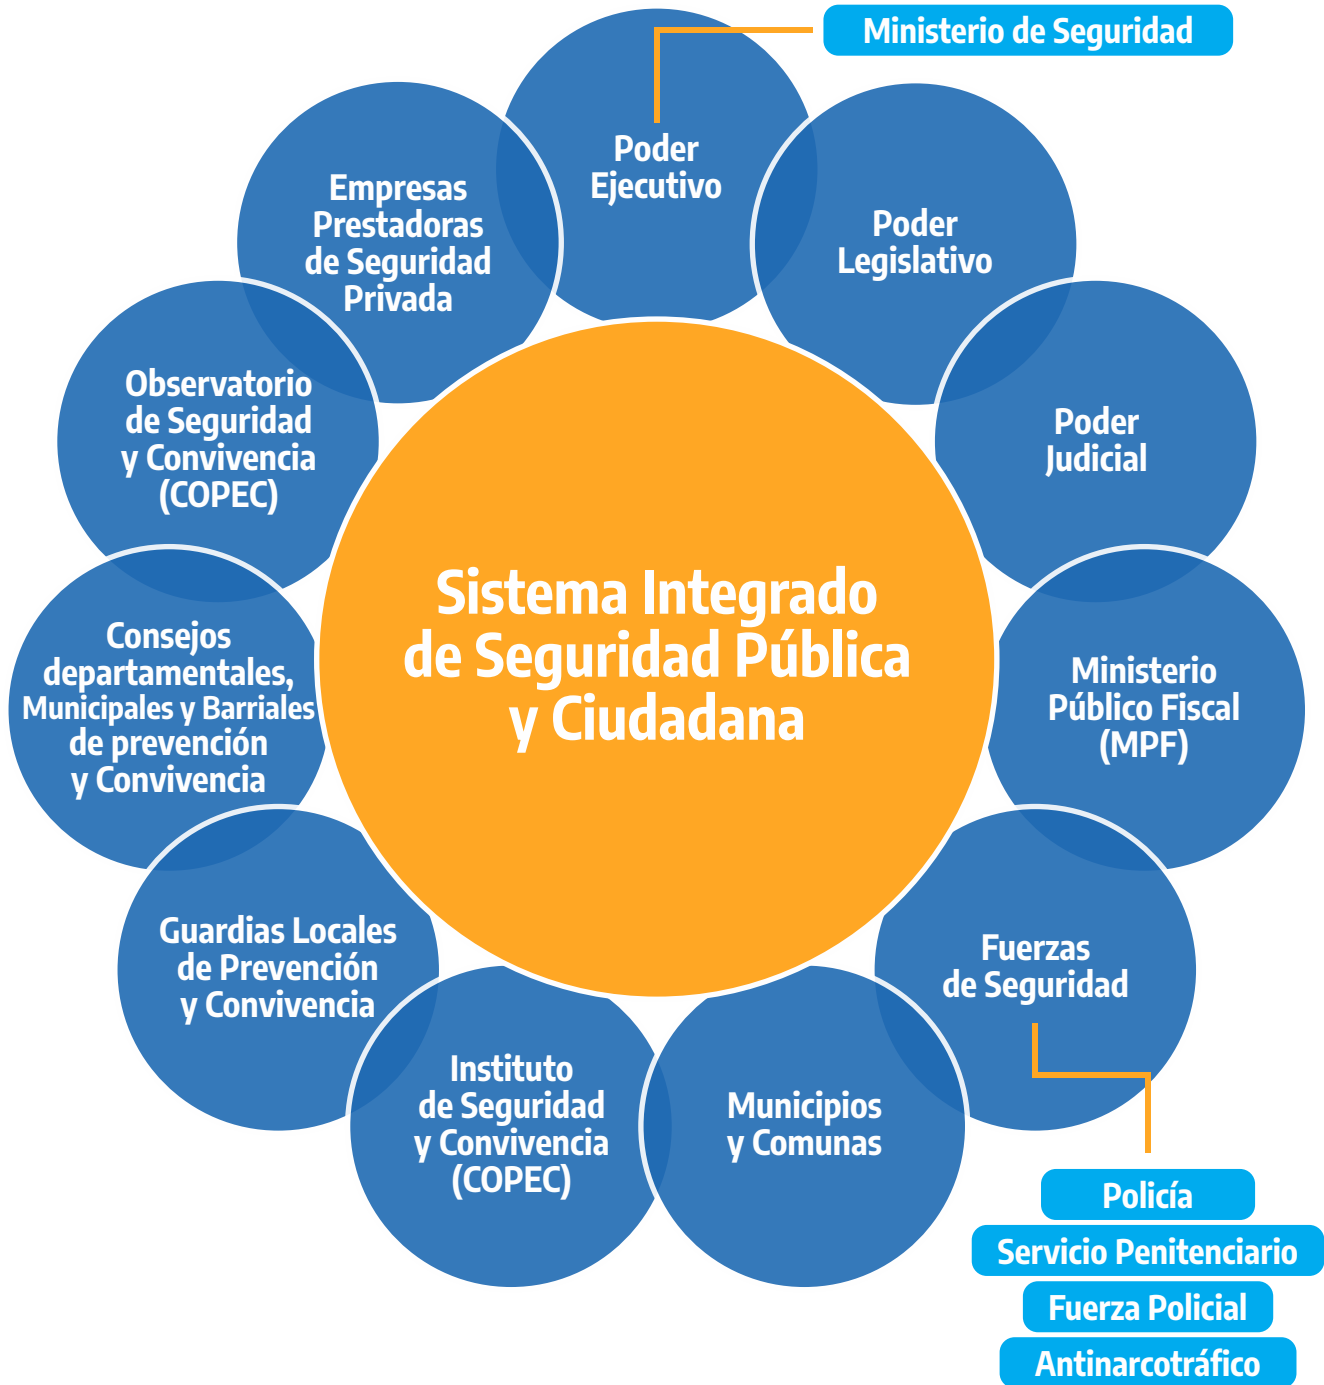 Ministerio de Seguridad
Poder
Ejecutivo
Poder
Legislativo
Poder
Judicial
Ministerio
Público Fiscal
(MPF)
Fuerzas
de Seguridad
Policía
Servicio Penitenciario
Fuerza Policial
Antinarcotráfico
Municipios
y Comunas
Instituto
de Seguridad
y Convivencia
(COPEC)
Guardias Locales
de Prevención
y Convivencia
Consejos
departamentales,
Municipales y Barriales
de prevención
y Convivencia
Observatorio
de Seguridad
y Convivencia
(COPEC)
Empresas
Prestadoras
de Seguridad
Privada
Sistema Integrado
de Seguridad Pública
y Ciudadana